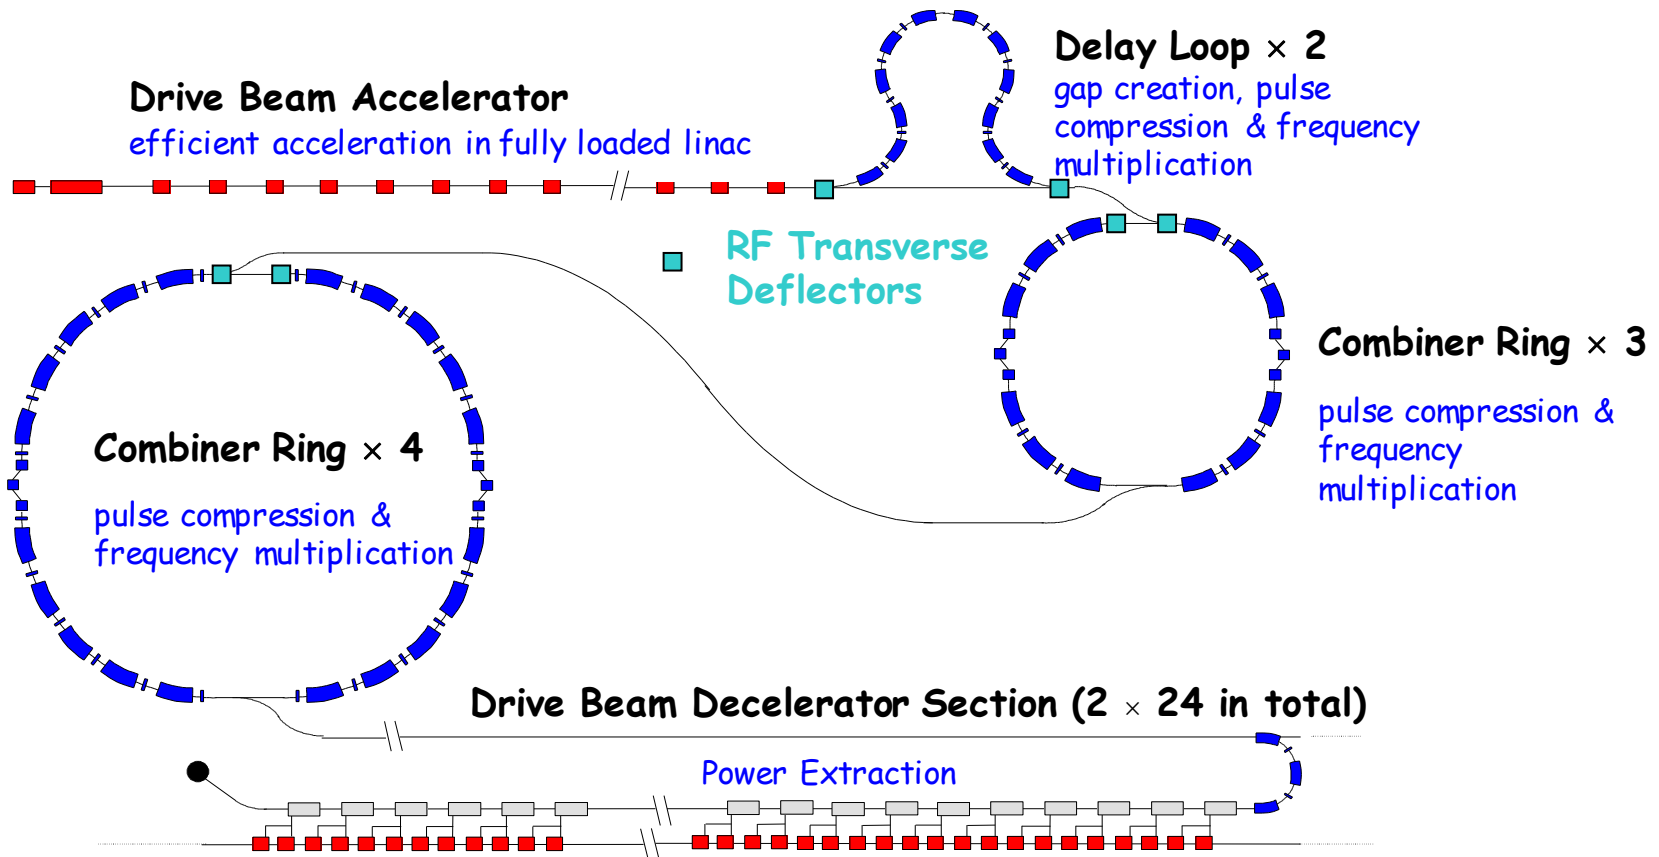 Delay Loop × 2
gap creation, pulse
compression & frequency
multiplication
Drive Beam Accelerator
efficient acceleration in fully loaded linac
RF Transverse
Deflectors
Combiner Ring × 3
pulse compression &
frequency
multiplication
Combiner Ring × 4
pulse compression &
frequency multiplication
Drive Beam Decelerator Section (2 × 24 in total)
Power Extraction